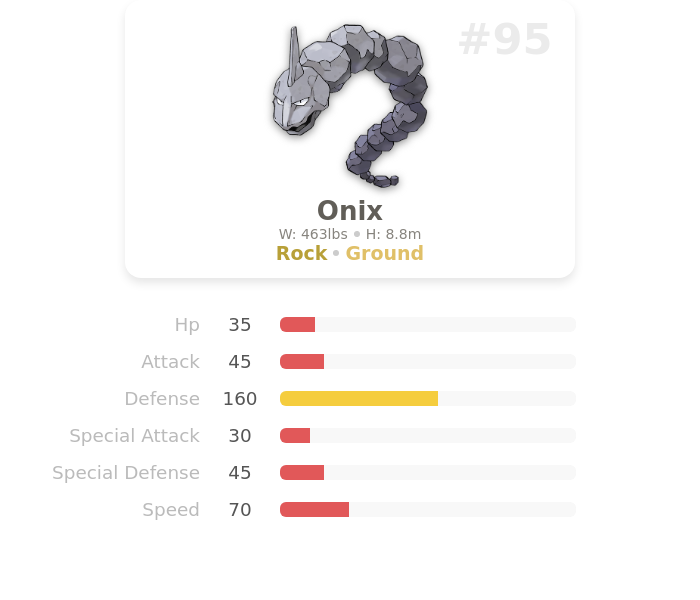 #95
Onix
W: 463lbs • H: 8.8m
Rock • Ground
Hp 35
Attack 45
Defense 160
Special Attack 30
Special Defense 45
Speed 70